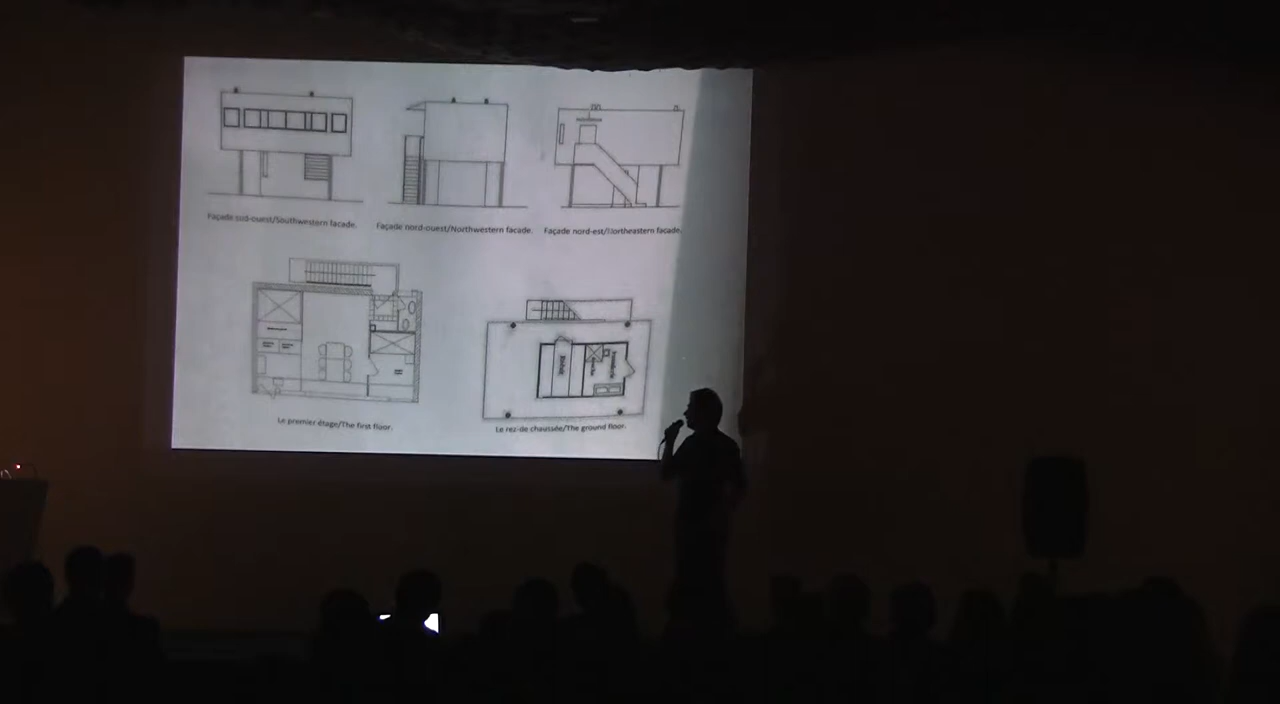 Façade sud-ouest/Southwestern facade.
Façade nord-ouest/Northwestern facade.
Façade nord-est/Northeastern facade.
Le premier étage/The first floor.
Le rez-de chaussée/The ground floor.